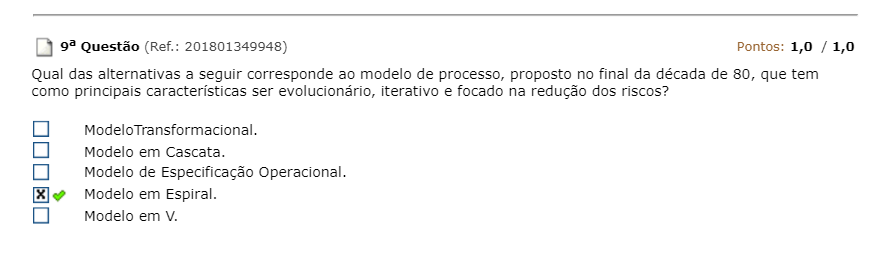 9ª Questão (Ref.: 201801349948) Pontos: 1,0 / 1,0
Qual das alternativas a seguir corresponde ao modelo de processo, proposto no final da década de 80, que tem
como principais características ser evolucionário, iterativo e focado na redução dos riscos?
ModeloTransformacional.
Modelo em Cascata.
Modelo de Especificação Operacional.
Modelo em Espiral.
Modelo em V.